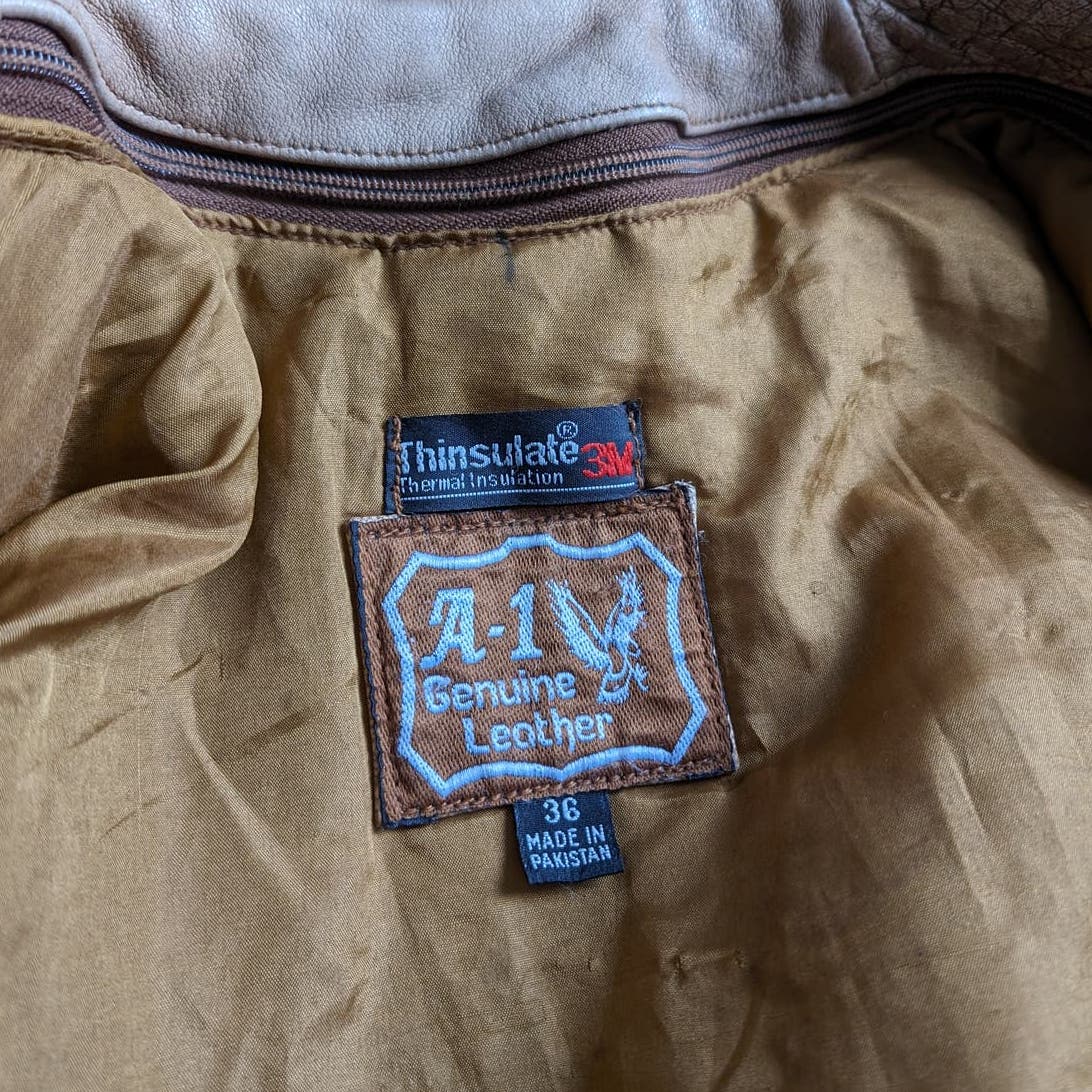 Thinsulate® 3M
Thermal Insulation
A-1
Genuine
Leather
36
MADE IN
PAKISTAN